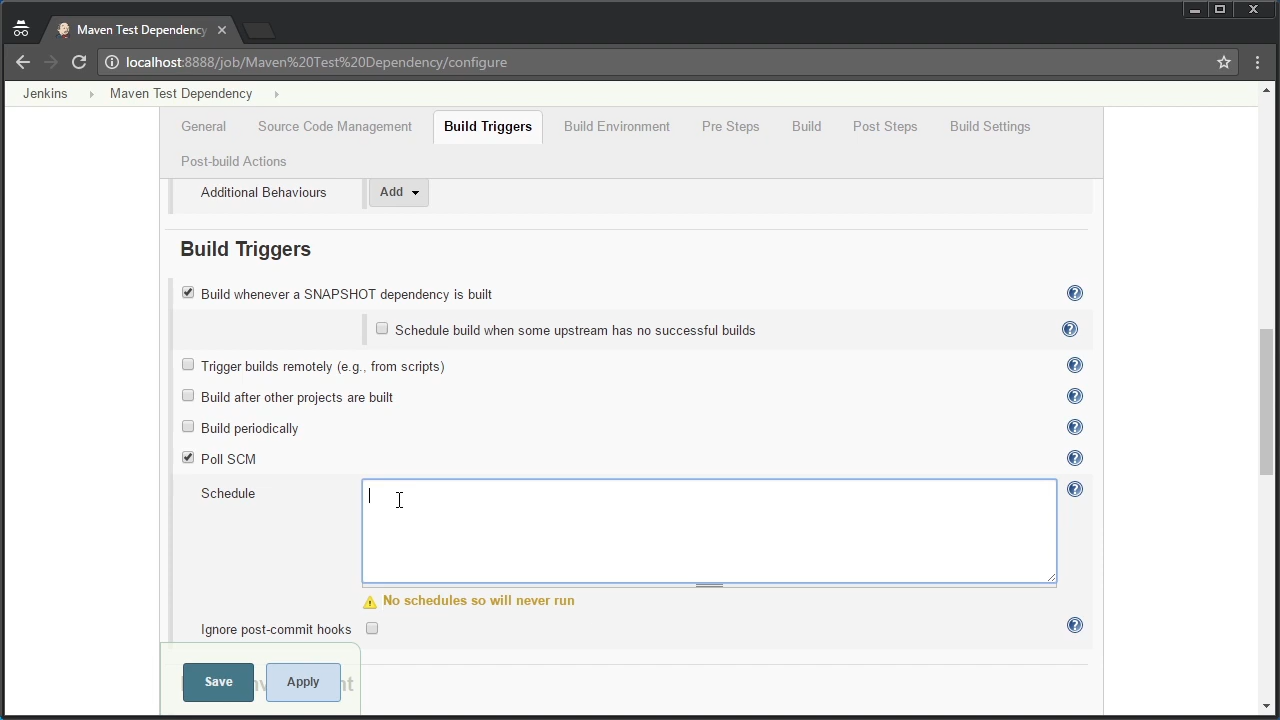 Maven Test Dependency
localhost:8888/job/Maven%20Test%20Dependency/configure
Jenkins Maven Test Dependency
General Source Code Management Build Triggers Build Environment Pre Steps Build Post Steps Build Settings
Post-build Actions
Additional Behaviours Add
Build Triggers
Build whenever a SNAPSHOT dependency is built
Schedule build when some upstream has no successful builds
Trigger builds remotely (e.g., from scripts)
Build after other projects are built
Build periodically
Poll SCM
Schedule
No schedules so will never run
Ignore post-commit hooks
Save Apply